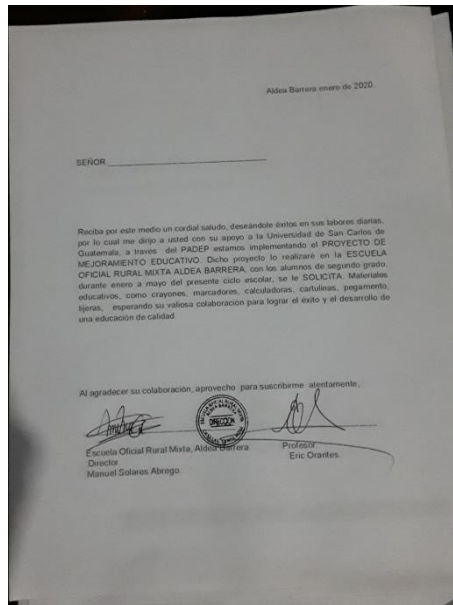 Aldea Barrera enero de 2020.
SEÑOR
Reciba por este medio un cordial saludo, deseándole éxitos en sus labores diarias,
por lo cual me dirijo a usted con su apoyo a la Universidad de San Carlos de
Guatemala, a través del PADEP estamos implementando el PROYECTO DE
MEJORAMIENTO EDUCATIVO. Dicho proyecto lo realizaré en la ESCUELA
OFICIAL RURAL MIXTA ALDEA BARRERA, con los alumnos de segundo grado,
durante enero a mayo del presente ciclo escolar, se le SOLICITA. Materiales
educativos, como crayones, marcadores, calculadoras, cartulinas, pegamento,
tijeras, esperando su valiosa colaboración para lograr el éxito y el desarrollo de
una educación de calidad.
Al agradecer su colaboración, aprovecho para suscribirme atentamente,
DIRECCION
Escuela Oficial Rural Mixta, Aldea Barrera.
Director
Manuel Solares Abrego.
Profesor
Eric Orantes.